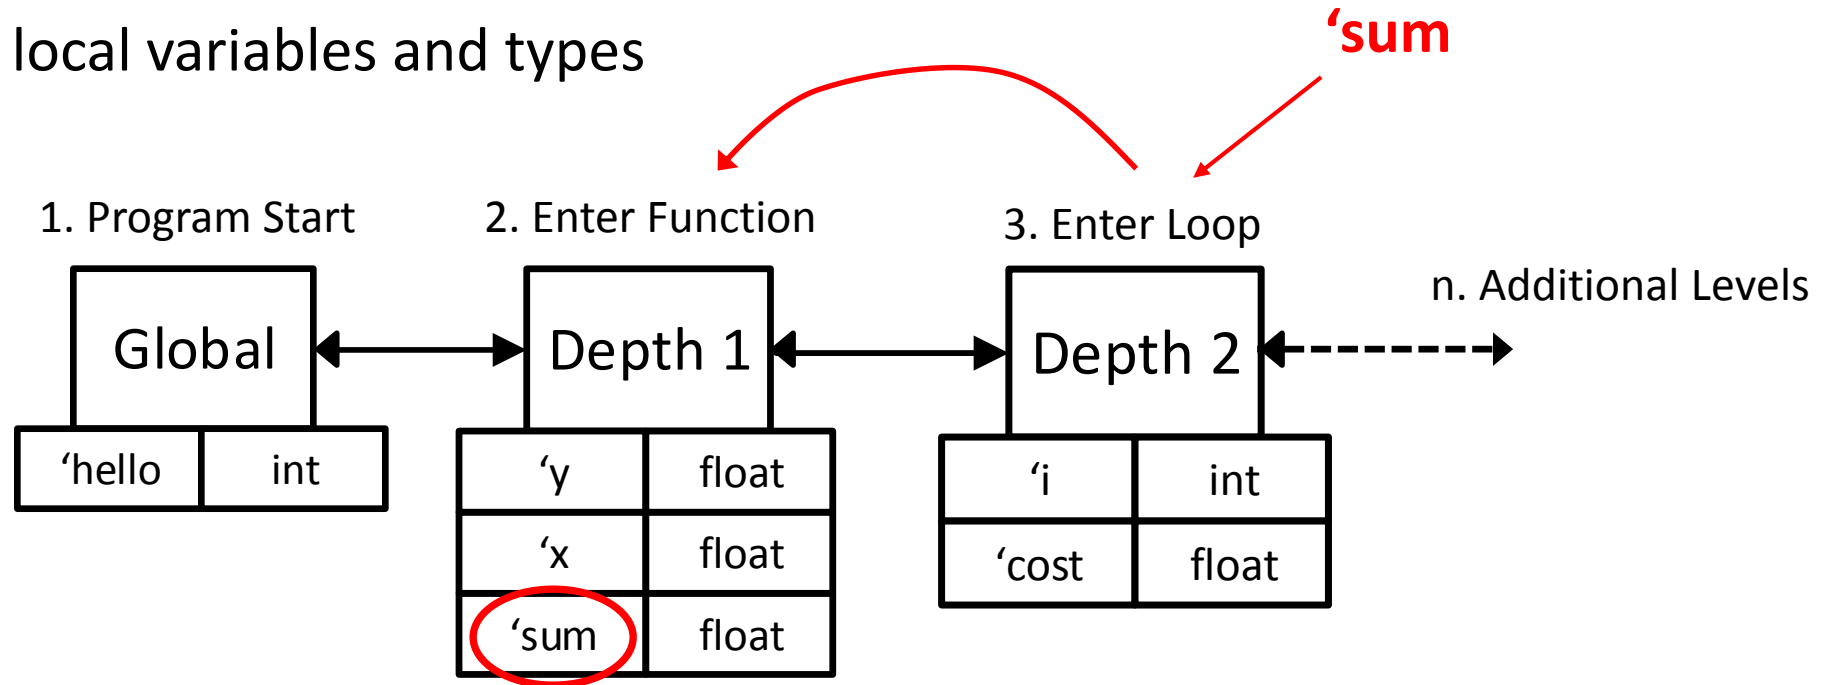 local variables and types
‘sum
1. Program Start
2. Enter Function
3. Enter Loop
n. Additional Levels
Global
Depth 1
Depth 2
‘hello int
‘y float
‘x float
‘sum float
‘i int
‘cost float